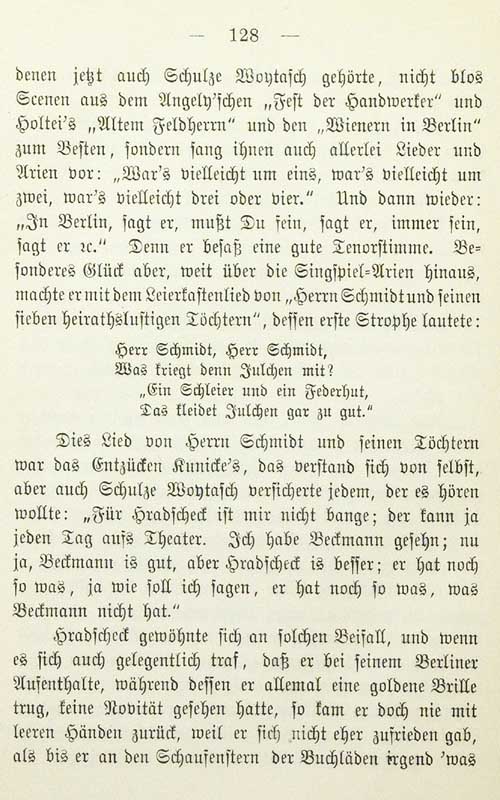 — 128 —
denen jetzt auch Schulze Woytasch gehörte, nicht blos
Scenen aus dem Angely'schen „Fest der Handwerker“ und
Holtei's „Altem Feldherrn“ und den „Wienern in Berlin“
zum Besten, sondern sang ihnen auch allerlei Lieder und
Arien vor: „War's vielleicht um eins, war's vielleicht um
zwei, war's vielleicht drei oder vier.“ Und dann wieder:
„In Berlin, sagt er, mußt Du sein, sagt er, immer sein,
sagt er ꝛc.“ Denn er besaß eine gute Tenorstimme. Be-
sonderes Glück aber, weit über die Singspiel-Arien hinaus,
machte er mit dem Leierkastenlied von „Herrn Schmidt und seinen
sieben heirathslustigen Töchtern“, dessen erste Strophe lautete:
Herr Schmidt, Herr Schmidt,
Was kriegt denn Julchen mit?
„Ein Schleier und ein Federhut,
Das kleidet Julchen gar zu gut.“
Dies Lied von Herrn Schmidt und seinen Töchtern
war das Entzücken Kunicke's, das verstand sich von selbst,
aber auch Schulze Woytasch versicherte jedem, der es hören
wollte: „Für Hradscheck ist mir nicht bange; der kann ja
jeden Tag aufs Theater. Ich habe Beckmann gesehn; nu
ja, Beckmann is gut, aber Hradscheck is besser; er hat noch
so was, ja wie soll ich sagen, er hat noch so was, was
Beckmann nicht hat.“
Hradscheck gewöhnte sich an solchen Beifall, und wenn
es sich auch gelegentlich traf, daß er bei seinem Berliner
Aufenthalte, während dessen er allemal eine goldene Brille
trug, keine Novität gesehen hatte, so kam er doch nie mit
leeren Händen zurück, weil er sich nicht eher zufrieden gab,
als bis er an den Schaufenstern der Buchläden irgend 'was